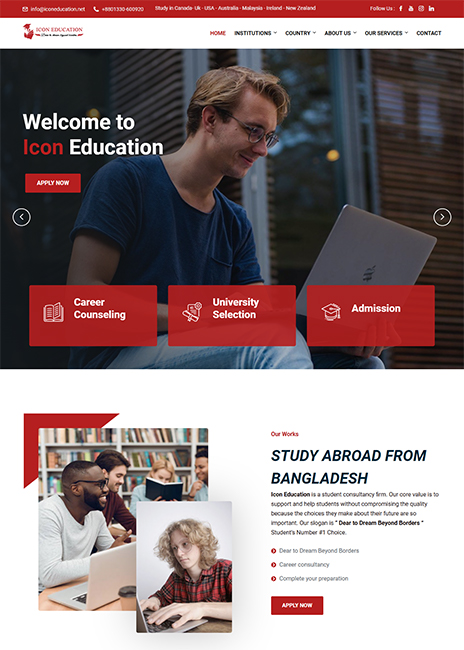 info@iconeducation.net +8801330-600920 Study in Canada- Uk - USA - Australia - Malaysia - Ireland - New Zealand Follow Us :
ICON EDUCATION
HOME INSTITUTIONS COUNTRY ABOUT US OUR SERVICES CONTACT
Welcome to
Icon Education
APPLY NOW
Career
Counseling
University
Selection
Admission
Our Works
STUDY ABROAD FROM
BANGLADESH
Icon Education is a student consultancy firm. Our core value is to
support and help students without compromising the quality
because the choices they make about their future are so
important. Our slogan is " Dear to Dream Beyond Borders "
Student's Number #1 Choice.
Dear to Dream Beyond Borders
Career consultancy
Complete your preparation
APPLY NOW